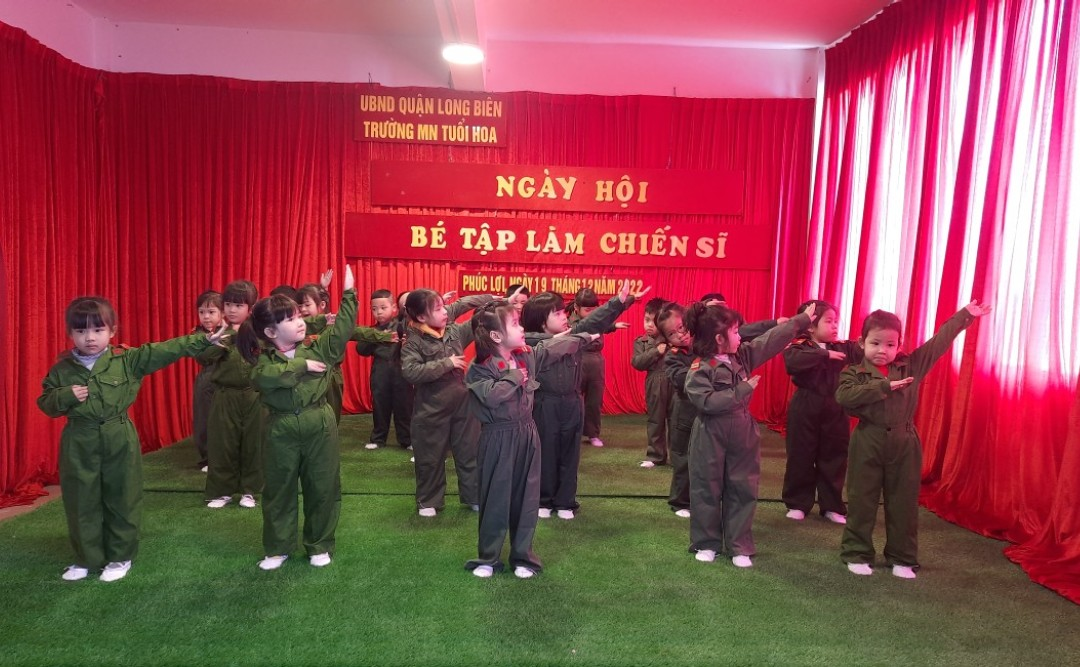 UBND QUẬN LONG BIÊN
TRƯỜNG MN TUỔI HOA
NGÀY HỘI
BÉ TẬP LÀM CHIẾN SĨ
PHÚC LỢI, NGÀY 19 THÁNG 12 NĂM 2022